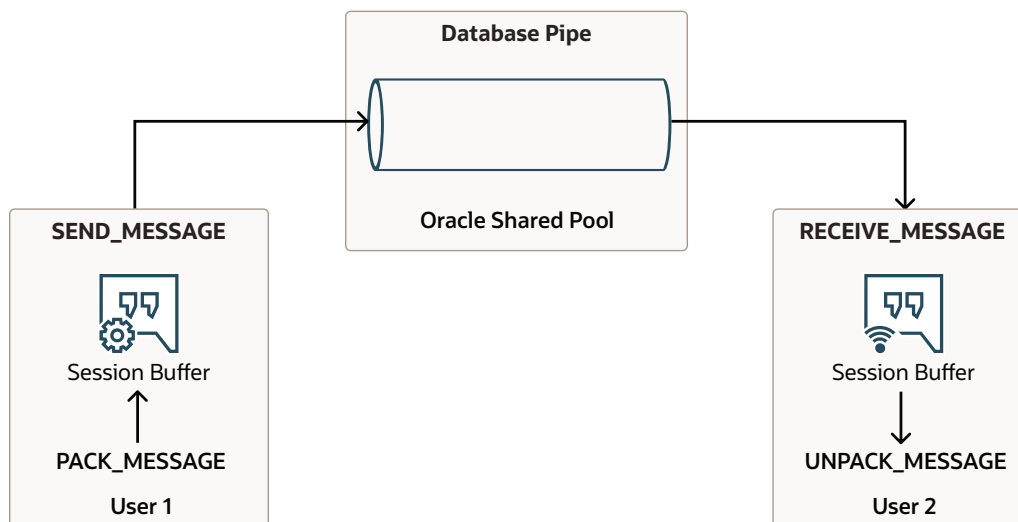 Database Pipe
Oracle Shared Pool
SEND_MESSAGE
Session Buffer
PACK_MESSAGE
User 1
RECEIVE_MESSAGE
Session Buffer
UNPACK_MESSAGE
User 2